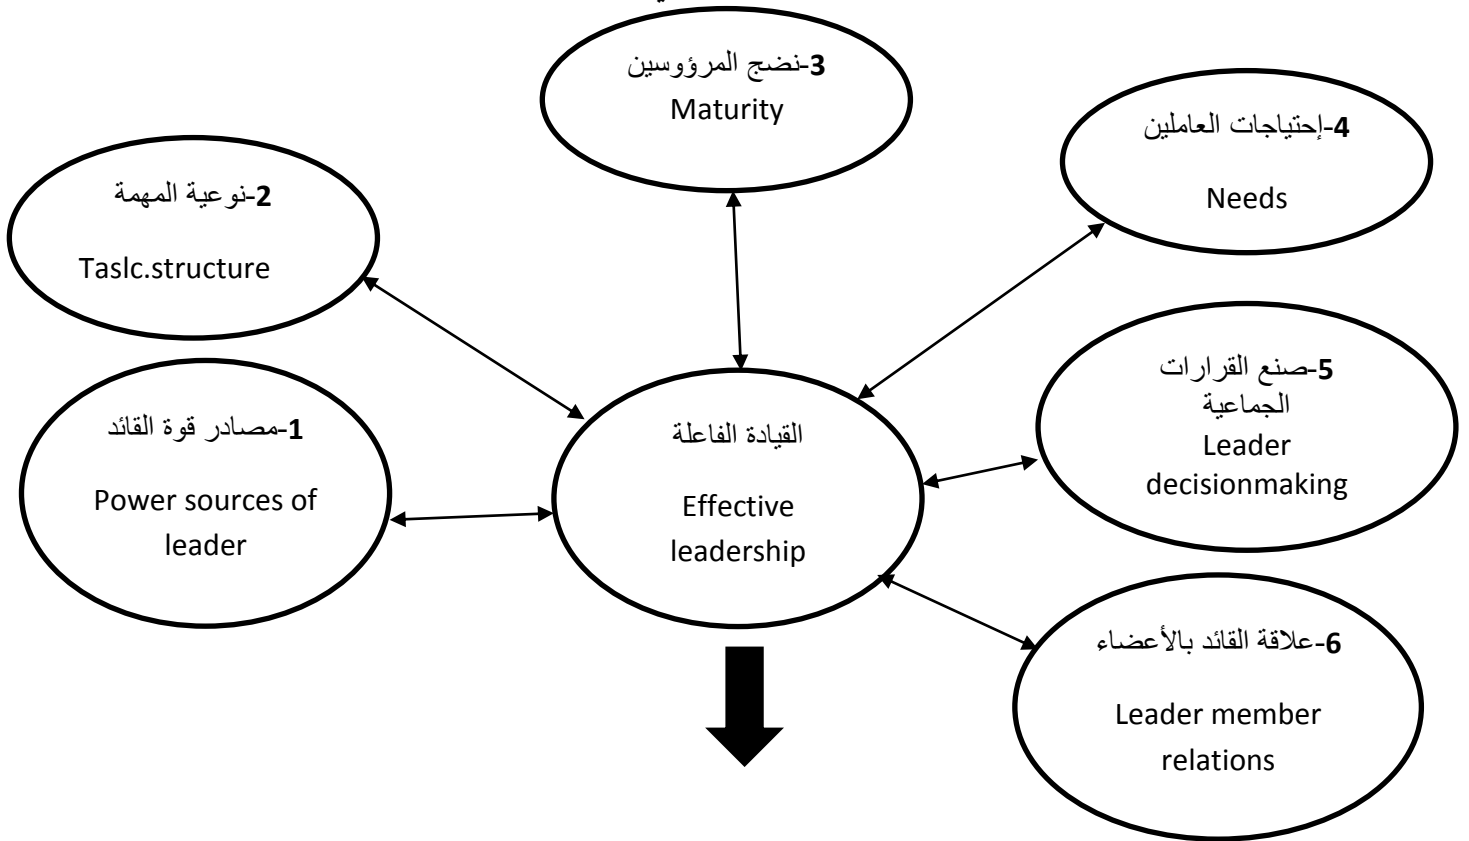 1-مصادر قوة القائد
Power sources of
leader
2-نوعية المهمة
Taslc.structure
3-نضج المرؤوسين
Maturity
4-إحتياجات العاملين
Needs
5-صنع القرارات
الجماعية
Leader
decisionmaking
6-علاقة القائد بالأعضاء
Leader member
relations
القيادة الفاعلة
Effective
leadership